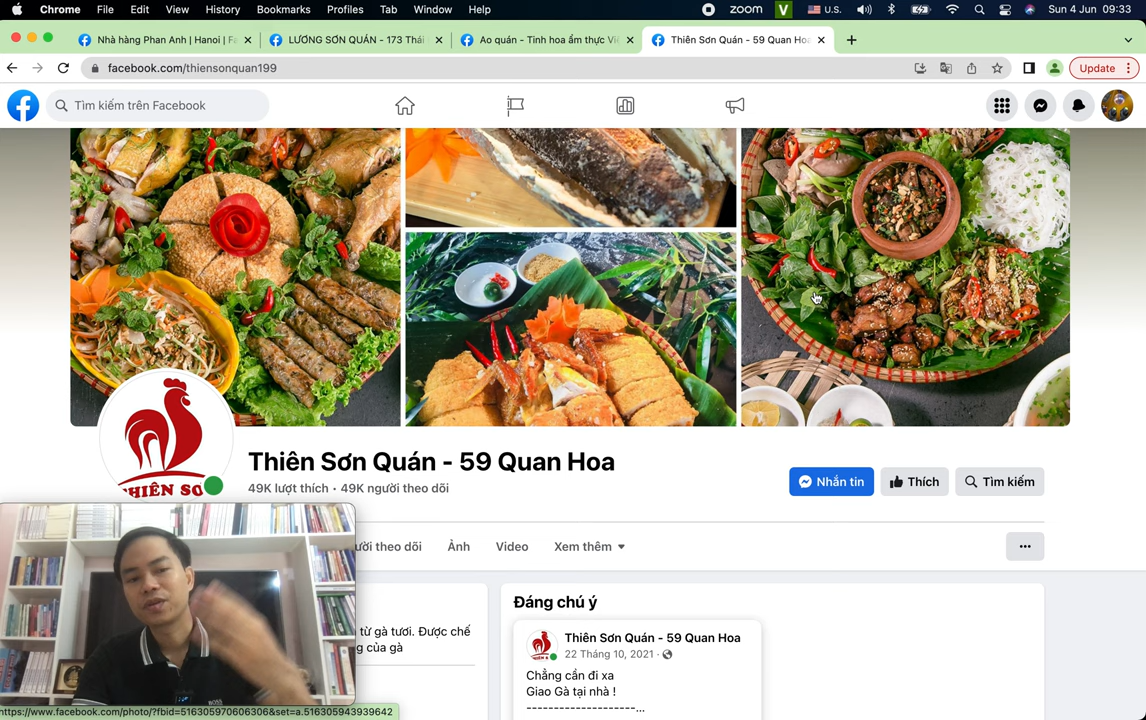 Chrome File Edit View History Bookmarks Profiles Tab Window Help zoom V U.S. Sun 4 Jun 09:33
Nhà hàng Phan Anh | Hanoi | F LƯƠNG SƠN QUÁN - 173 Thái Ao quán - Tinh hoa ẩm thực Vi Thiên Sơn Quán - 59 Quan Hoa
facebook.com/thiensonquan199 Update
Tìm kiếm trên Facebook
THIÊN SƠ
Thiên Sơn Quán - 59 Quan Hoa
49K lượt thích • 49K người theo dõi
Nhắn tin Thích Tìm kiếm
ười theo dõi Ảnh Video Xem thêm
từ gà tươi. Được chế
g của gà
BOSS
Đáng chú ý
Thiên Sơn Quán - 59 Quan Hoa
22 Tháng 10, 2021 ·
Chẳng cần đi xa
Giao Gà tại nhà !
--------------------...
https://www.facebook.com/photo/?fbid=516305970606306&set=a.516305943939642